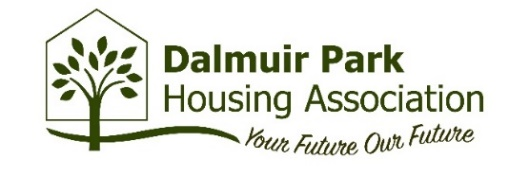 Dalmuir Park
Housing Association
Your Future Our Future